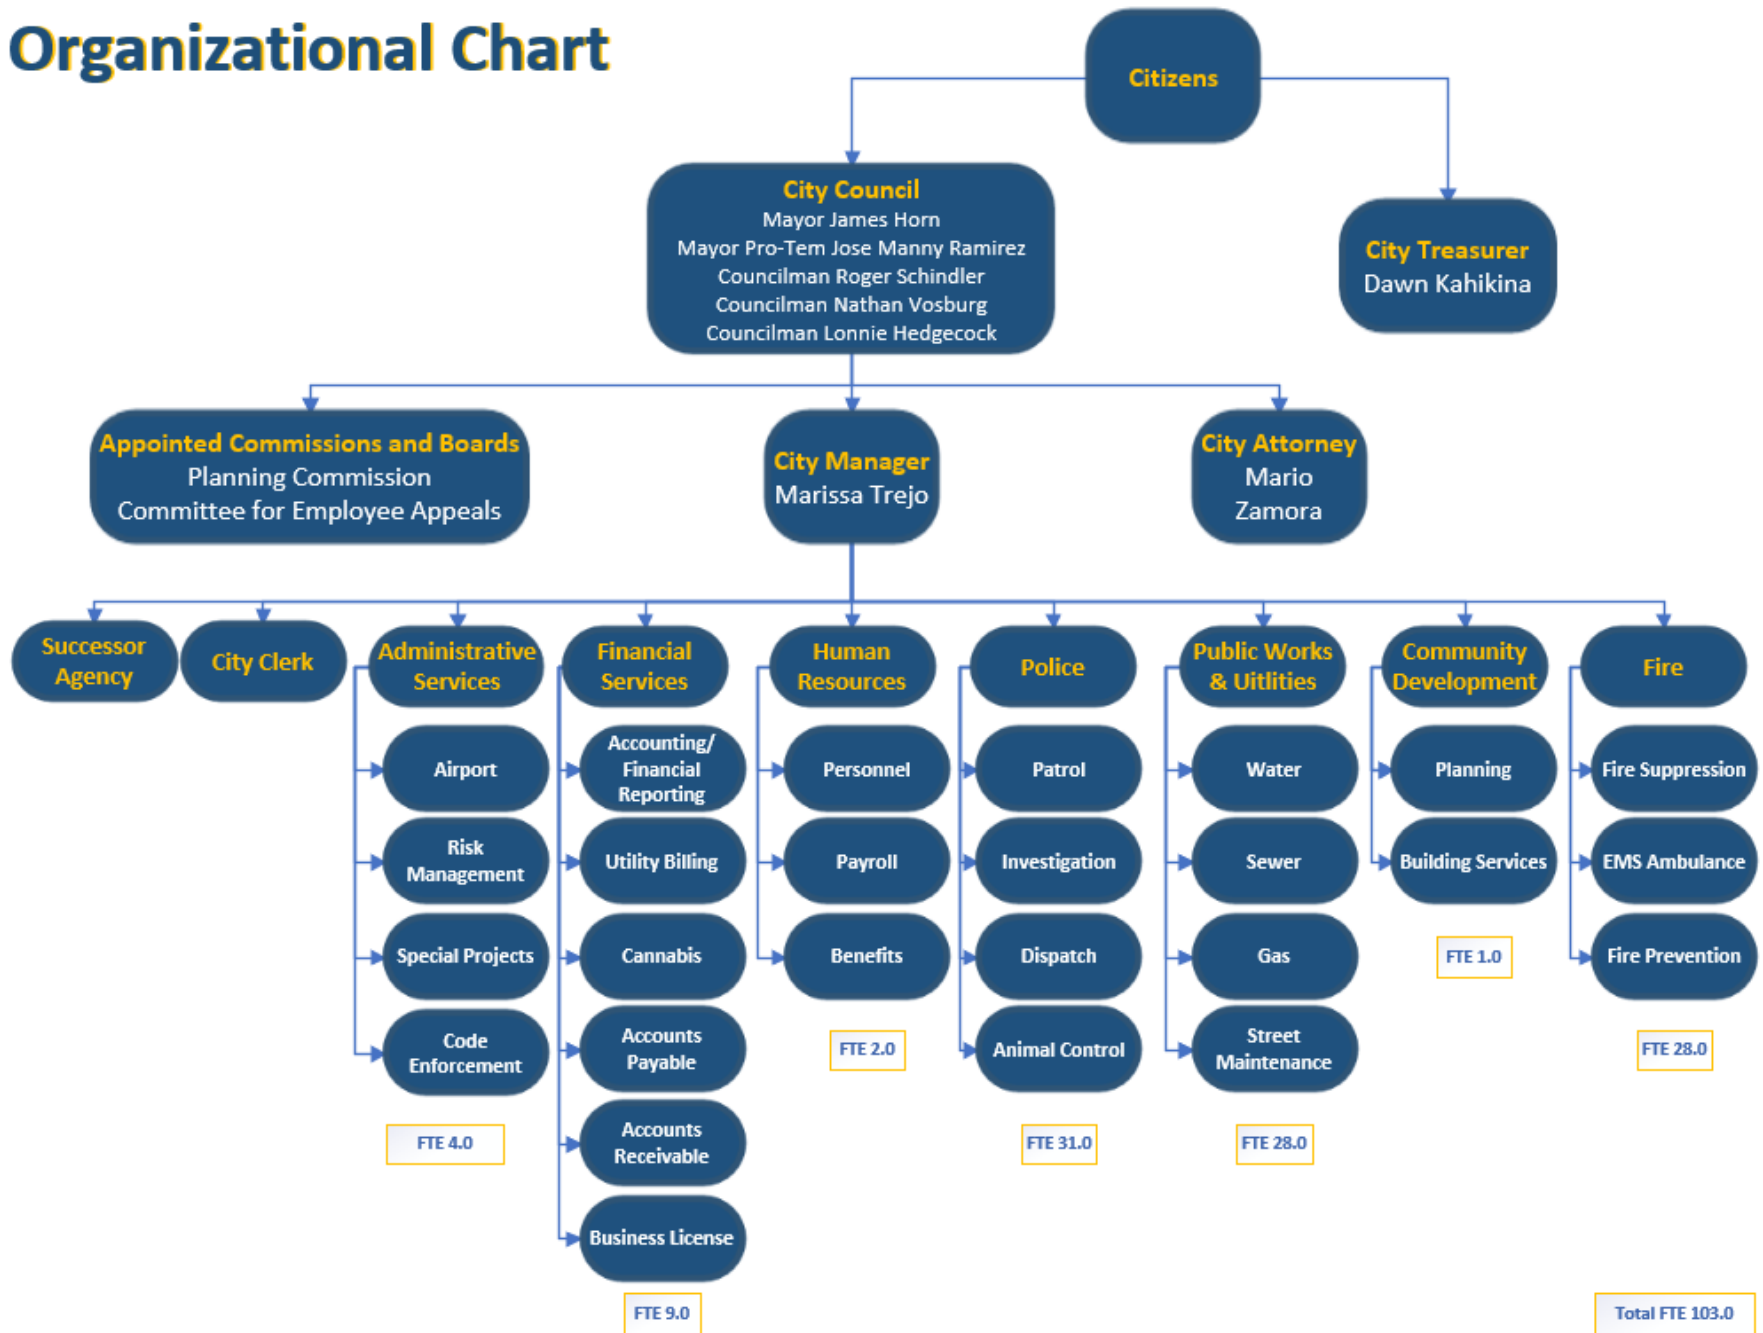 Organizational Chart
Citizens
City Council
Mayor James Horn
Mayor Pro-Tem Jose Manny Ramirez
Councilman Roger Schindler
Councilman Nathan Vosburg
Councilman Lonnie Hedgecock
City Treasurer
Dawn Kahikina
Appointed Commissions and Boards
Planning Commission
Committee for Employee Appeals
City Manager
Marissa Trejo
City Attorney
Mario
Zamora
Successor
Agency
City Clerk
Administrative
Services
Airport
Risk
Management
Special Projects
Code
Enforcement
FTE 4.0
Financial
Services
Accounting/
Financial
Reporting
Utility Billing
Cannabis
Accounts
Payable
Accounts
Receivable
Business License
FTE 9.0
Human
Resources
Personnel
Payroll
Benefits
FTE 2.0
Police
Patrol
Investigation
Dispatch
Animal Control
FTE 31.0
Public Works
& Uitlities
Water
Sewer
Gas
Street
Maintenance
FTE 28.0
Community
Development
Planning
Building Services
FTE 1.0
Fire
Fire Suppression
EMS Ambulance
Fire Prevention
FTE 28.0
Total FTE 103.0